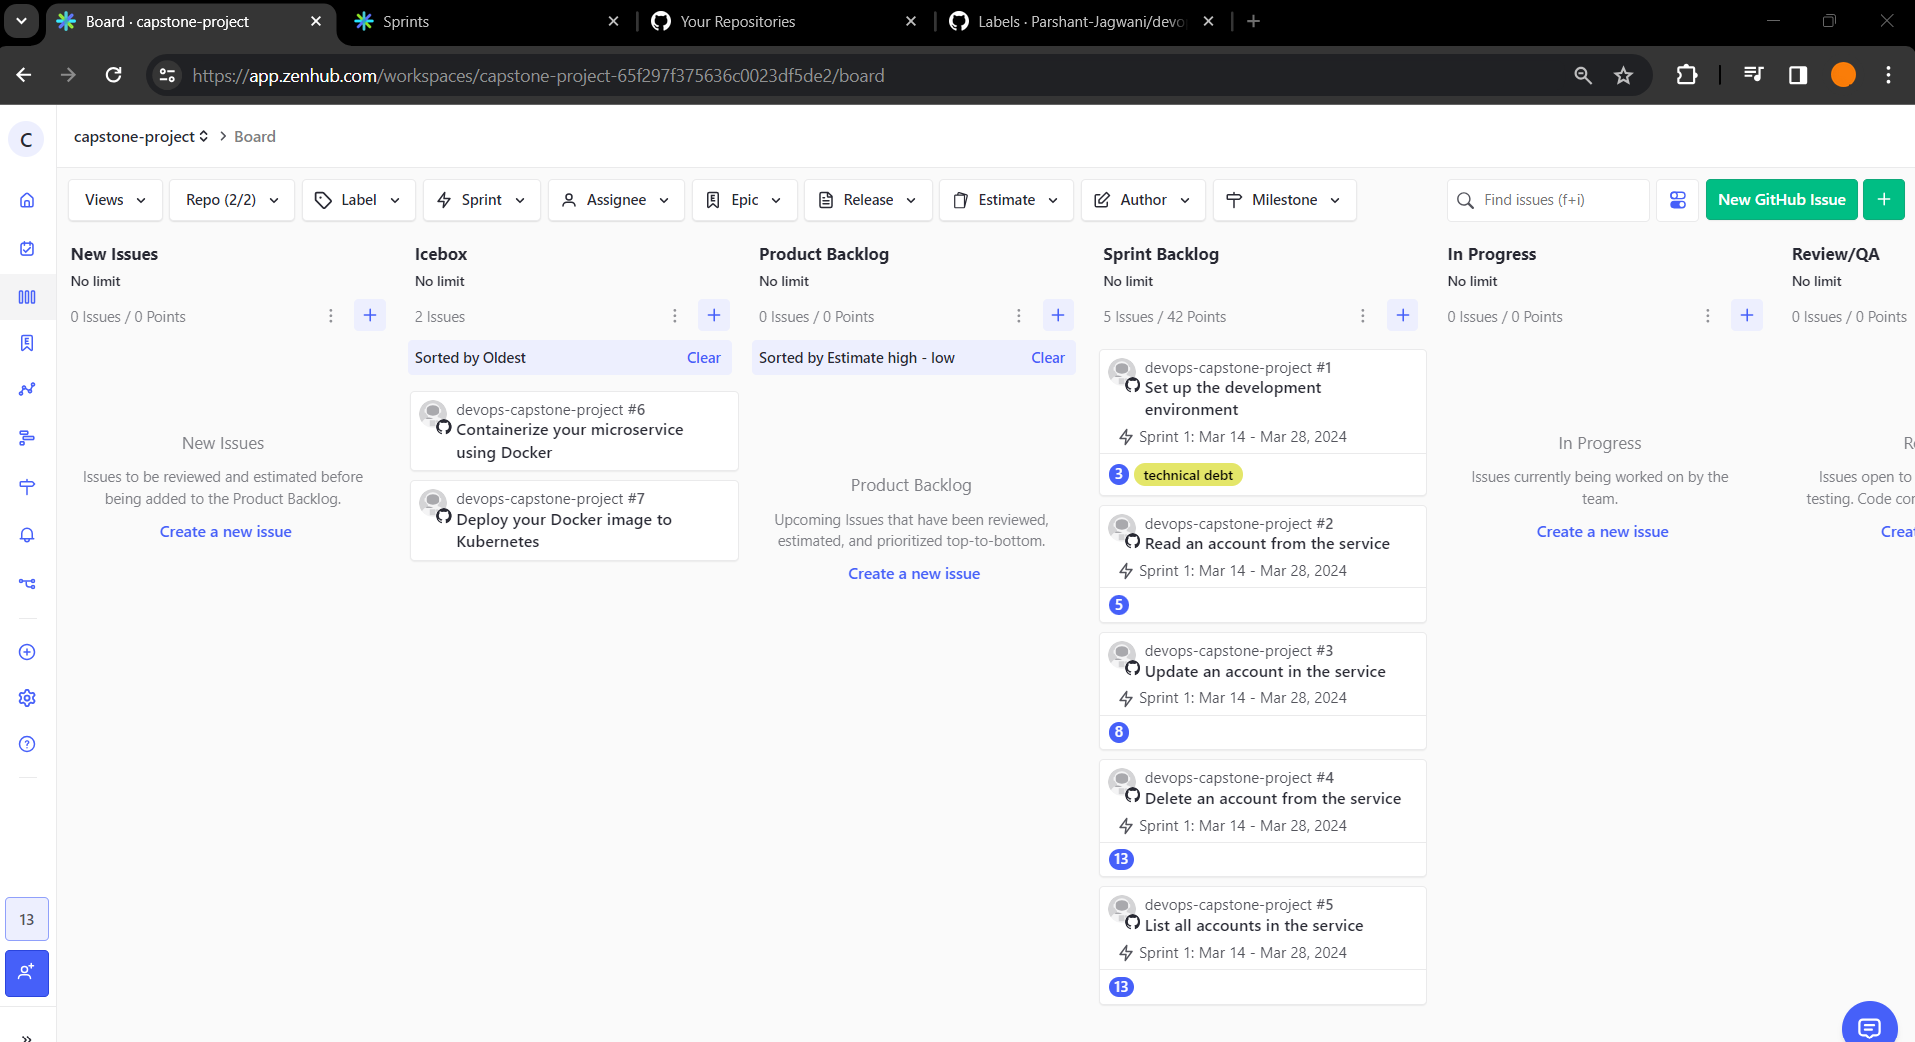 Board · capstone-project
Sprints
Your Repositories
Labels · Parshant-Jagwani/devo
https://app.zenhub.com/workspaces/capstone-project-65f297f375636c0023df5de2/board
C
capstone-project > Board
Views
Repo (2/2)
Label
Sprint
Assignee
Epic
Release
Estimate
Author
Milestone
Find issues (f+i)
New GitHub Issue
+
New Issues
No limit
0 Issues / 0 Points
New Issues
Issues to be reviewed and estimated before
being added to the Product Backlog.
Create a new issue
Icebox
No limit
2 Issues
Sorted by Oldest
Clear
devops-capstone-project #6
Containerize your microservice
using Docker
devops-capstone-project #7
Deploy your Docker image to
Kubernetes
Product Backlog
No limit
0 Issues / 0 Points
Sorted by Estimate high - low
Clear
Product Backlog
Upcoming Issues that have been reviewed,
estimated, and prioritized top-to-bottom.
Create a new issue
Sprint Backlog
No limit
5 Issues / 42 Points
devops-capstone-project #1
Set up the development
environment
Sprint 1: Mar 14 - Mar 28, 2024
3 technical debt
devops-capstone-project #2
Read an account from the service
Sprint 1: Mar 14 - Mar 28, 2024
5
devops-capstone-project #3
Update an account in the service
Sprint 1: Mar 14 - Mar 28, 2024
8
devops-capstone-project #4
Delete an account from the service
Sprint 1: Mar 14 - Mar 28, 2024
13
devops-capstone-project #5
List all accounts in the service
Sprint 1: Mar 14 - Mar 28, 2024
13
In Progress
No limit
0 Issues / 0 Points
In Progress
Issues currently being worked on by the
team.
Create a new issue
Review/QA
No limit
0 Issues / 0 Points
Issues open to
testing. Code
13